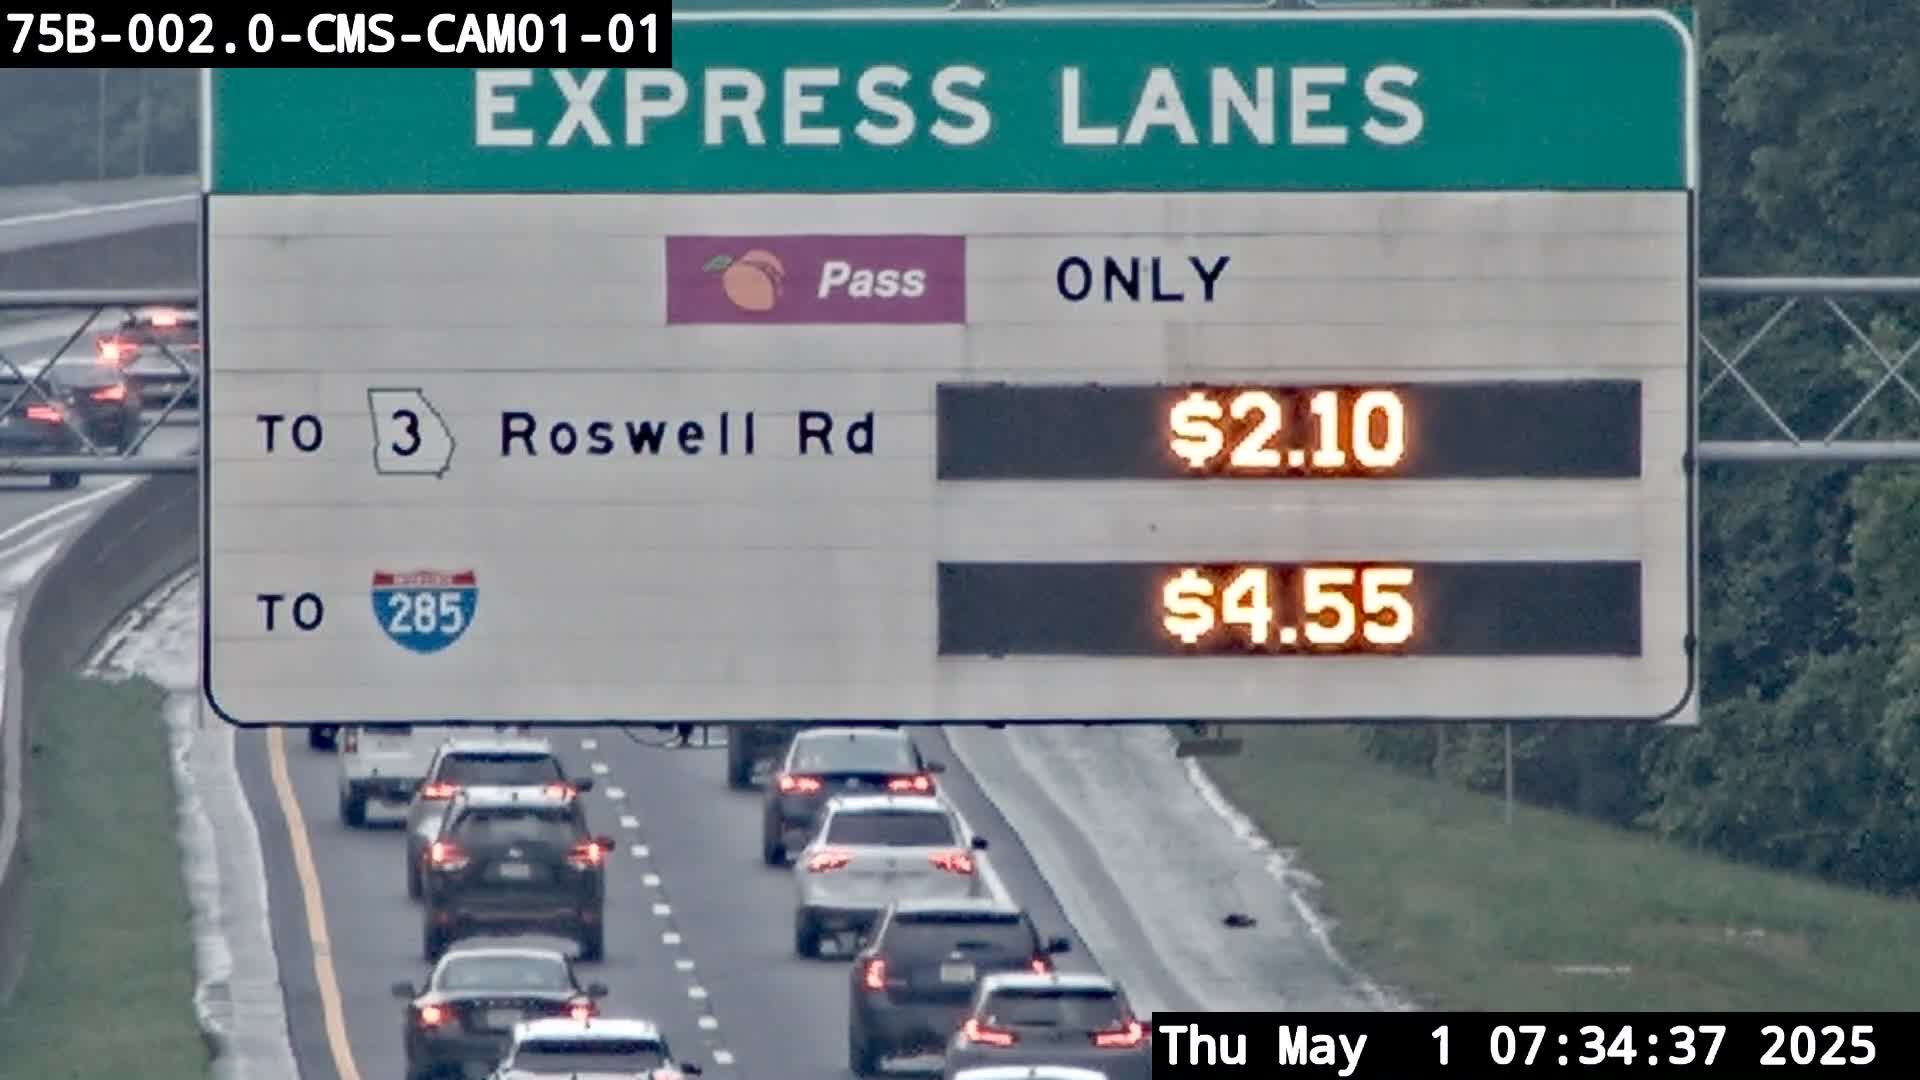 75B-002.0-CMS-CAM01-01
EXPRESS LANES
Pass ONLY
TO 3 Roswell Rd $2.10
TO 285 $4.55
Thu May 1 07:34:37 2025